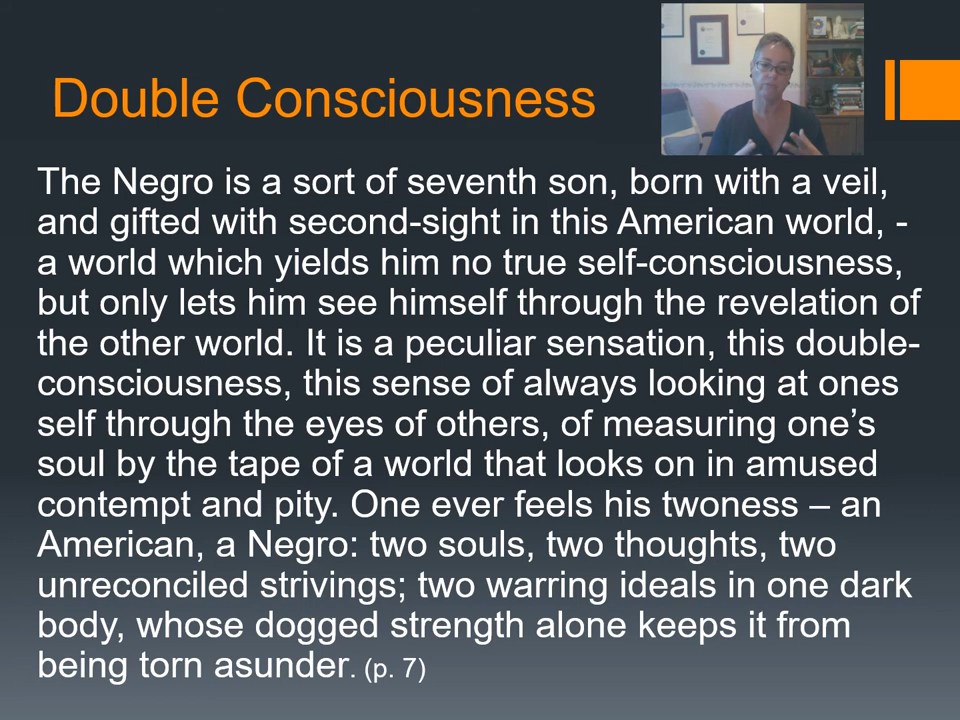 Double Consciousness
The Negro is a sort of seventh son, born with a veil,
and gifted with second-sight in this American world, -
a world which yields him no true self-consciousness,
but only lets him see himself through the revelation of
the other world. It is a peculiar sensation, this double-
consciousness, this sense of always looking at ones
self through the eyes of others, of measuring one’s
soul by the tape of a world that looks on in amused
contempt and pity. One ever feels his twoness – an
American, a Negro: two souls, two thoughts, two
unreconciled strivings; two warring ideals in one dark
body, whose dogged strength alone keeps it from
being torn asunder. (p. 7)